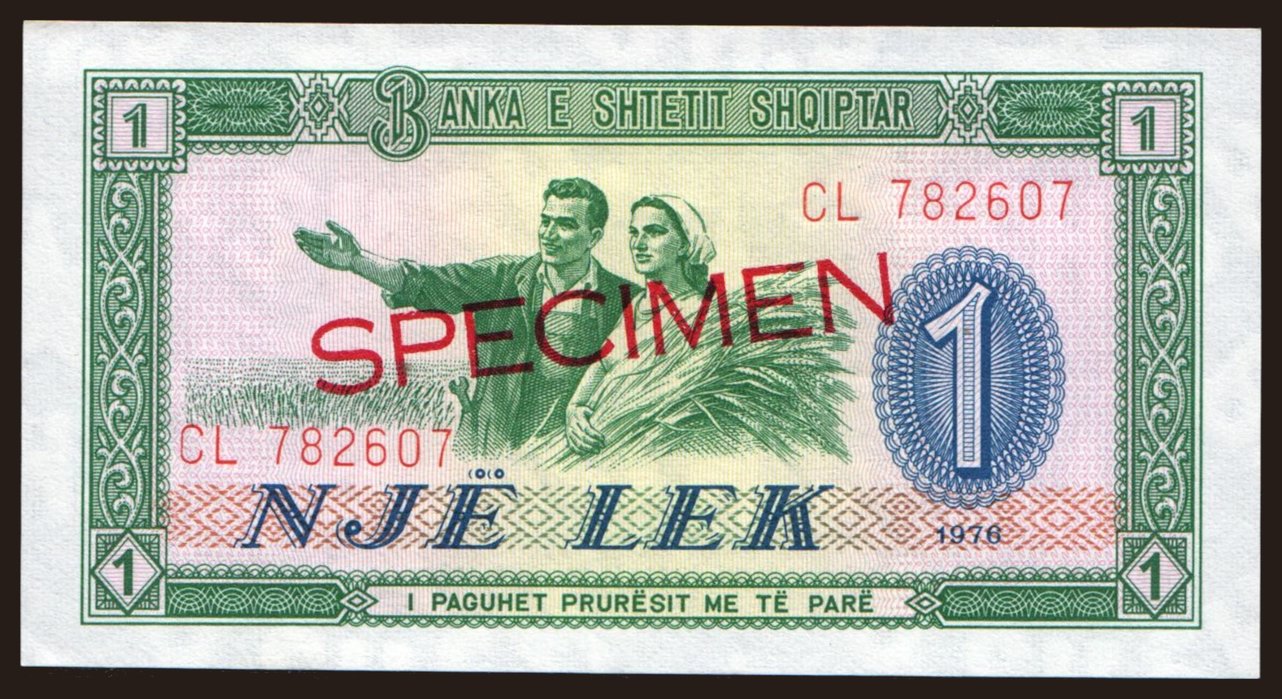 1
BANKA E SHTETIT SHQIPTAR
1
CL 782607
SPECIMEN
1
CL 782607
NJË LEK
1976
1
I PAGUHET PRURËSIT ME TË PARË
1